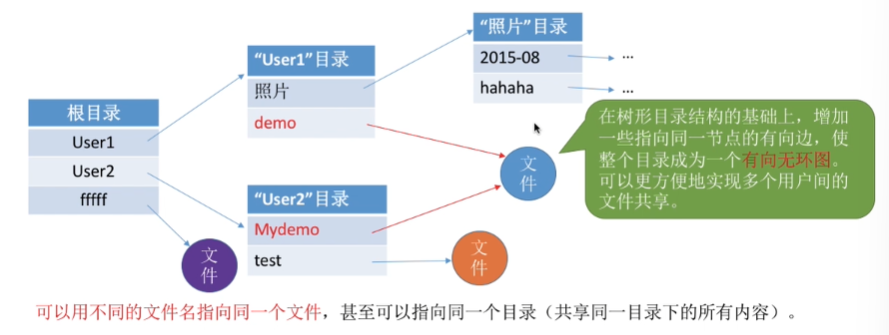 “照片”目录
2015-08
...
hahaha
...
“User1”目录
照片
demo
根目录
User1
User2
fffff
在树形目录结构的基础上，增加
一些指向同一节点的有向边，使
整个目录成为一个有向无环图。
可以更方便地实现多个用户间的
文件共享。
文
件
“User2”目录
Mydemo
test
文
件
文
件
可以用不同的文件名指向同一个文件，甚至可以指向同一个目录（共享同一目录下的所有内容）。